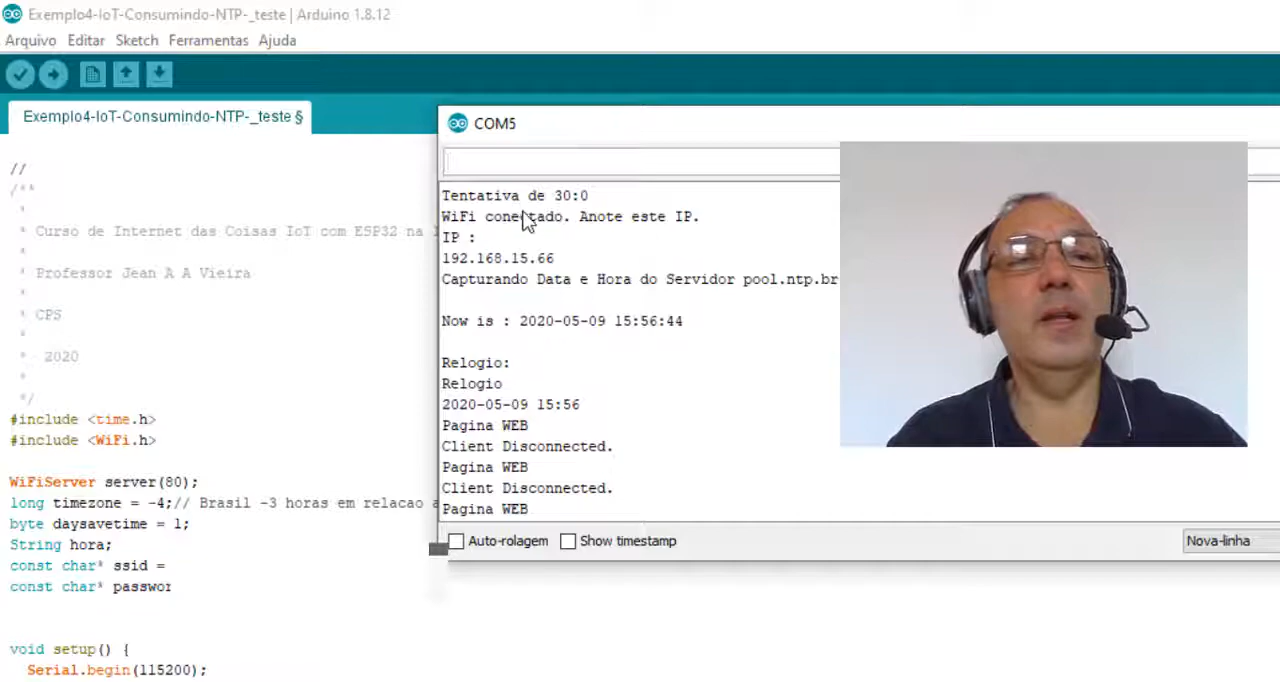 Exemplo4-IoT-Consumindo-NTP-_teste | Arduino 1.8.12
Arquivo Editar Sketch Ferramentas Ajuda
Exemplo4-IoT-Consumindo-NTP-_teste §
//
/**
*
* Curso de Internet das Coisas IoT com ESP32 na
*
* Professor Jean A A Vieira
*
* CPS
*
* 2020
*
*/
#include <time.h>
#include <WiFi.h>
WiFiServer server(80);
long timezone = -4;// Brasil -3 horas em relacao a
byte daysavetime = 1;
String hora;
const char* ssid =
const char* passwor
void setup() {
Serial.begin(115200);
COM5
Tentativa de 30:0
WiFi conectado. Anote este IP.
IP :
192.168.15.66
Capturando Data e Hora do Servidor pool.ntp.br
Now is : 2020-05-09 15:56:44
Relogio:
Relogio
2020-05-09 15:56
Pagina WEB
Client Disconnected.
Pagina WEB
Client Disconnected.
Pagina WEB
Auto-rolagem Show timestamp Nova-linha